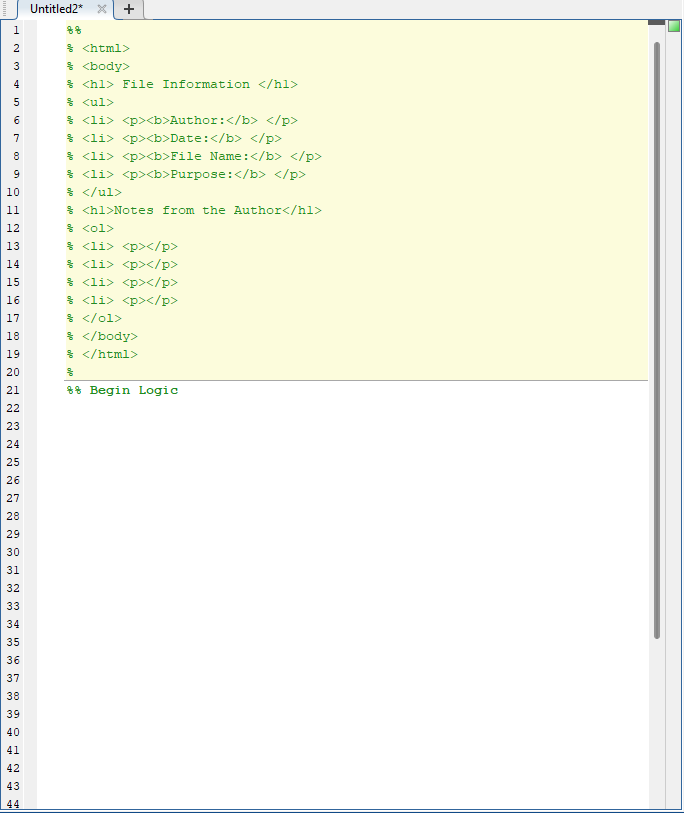 Untitled2*
1 %%
2 % <html>
3 % <body>
4 % <h1> File Information </h1>
5 % <ul>
6 % <li> <p><b>Author:</b> </p>
7 % <li> <p><b>Date:</b> </p>
8 % <li> <p><b>File Name:</b> </p>
9 % <li> <p><b>Purpose:</b> </p>
10 % </ul>
11 % <h1>Notes from the Author</h1>
12 % <ol>
13 % <li> <p></p>
14 % <li> <p></p>
15 % <li> <p></p>
16 % <li> <p></p>
17 % </ol>
18 % </body>
19 % </html>
20 %
21 %% Begin Logic
22
23
24
25
26
27
28
29
30
31
32
33
34
35
36
37
38
39
40
41
42
43
44